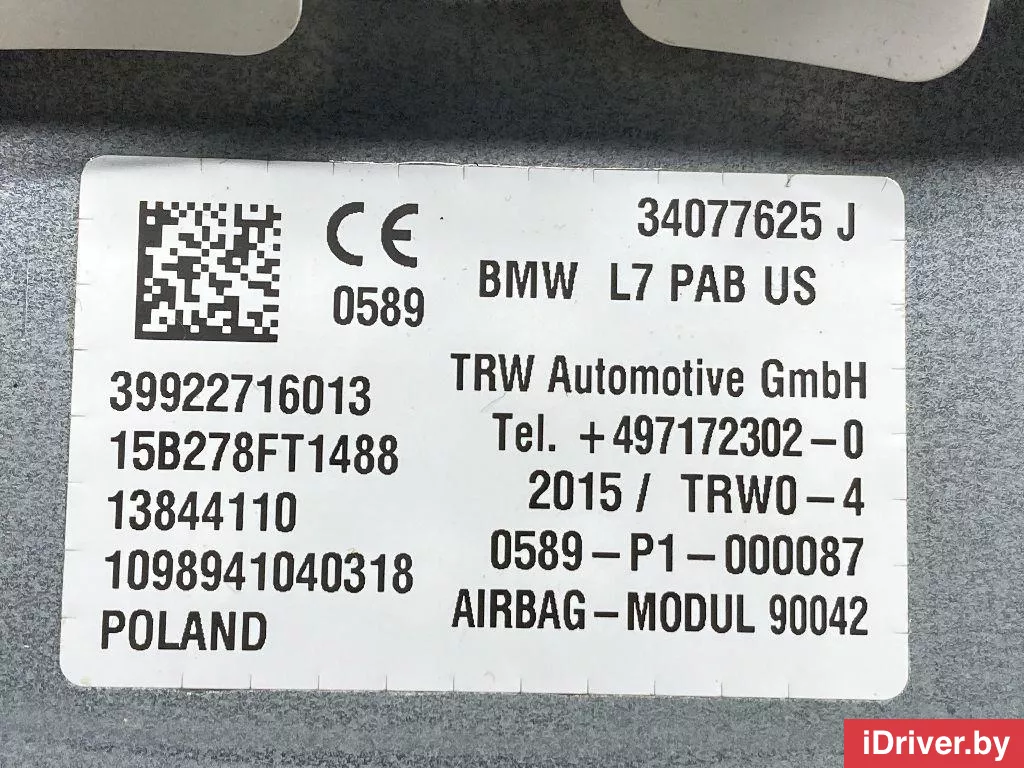 CE
0589
39922716013
15B278FT1488
13844110
1098941040318
POLAND
34077625 J
BMW L7 PAB US
TRW Automotive GmbH
Tel. +497172302-0
2015 / TRW0-4
0589-P1-000087
AIRBAG-MODUL 90042
iDriver.by